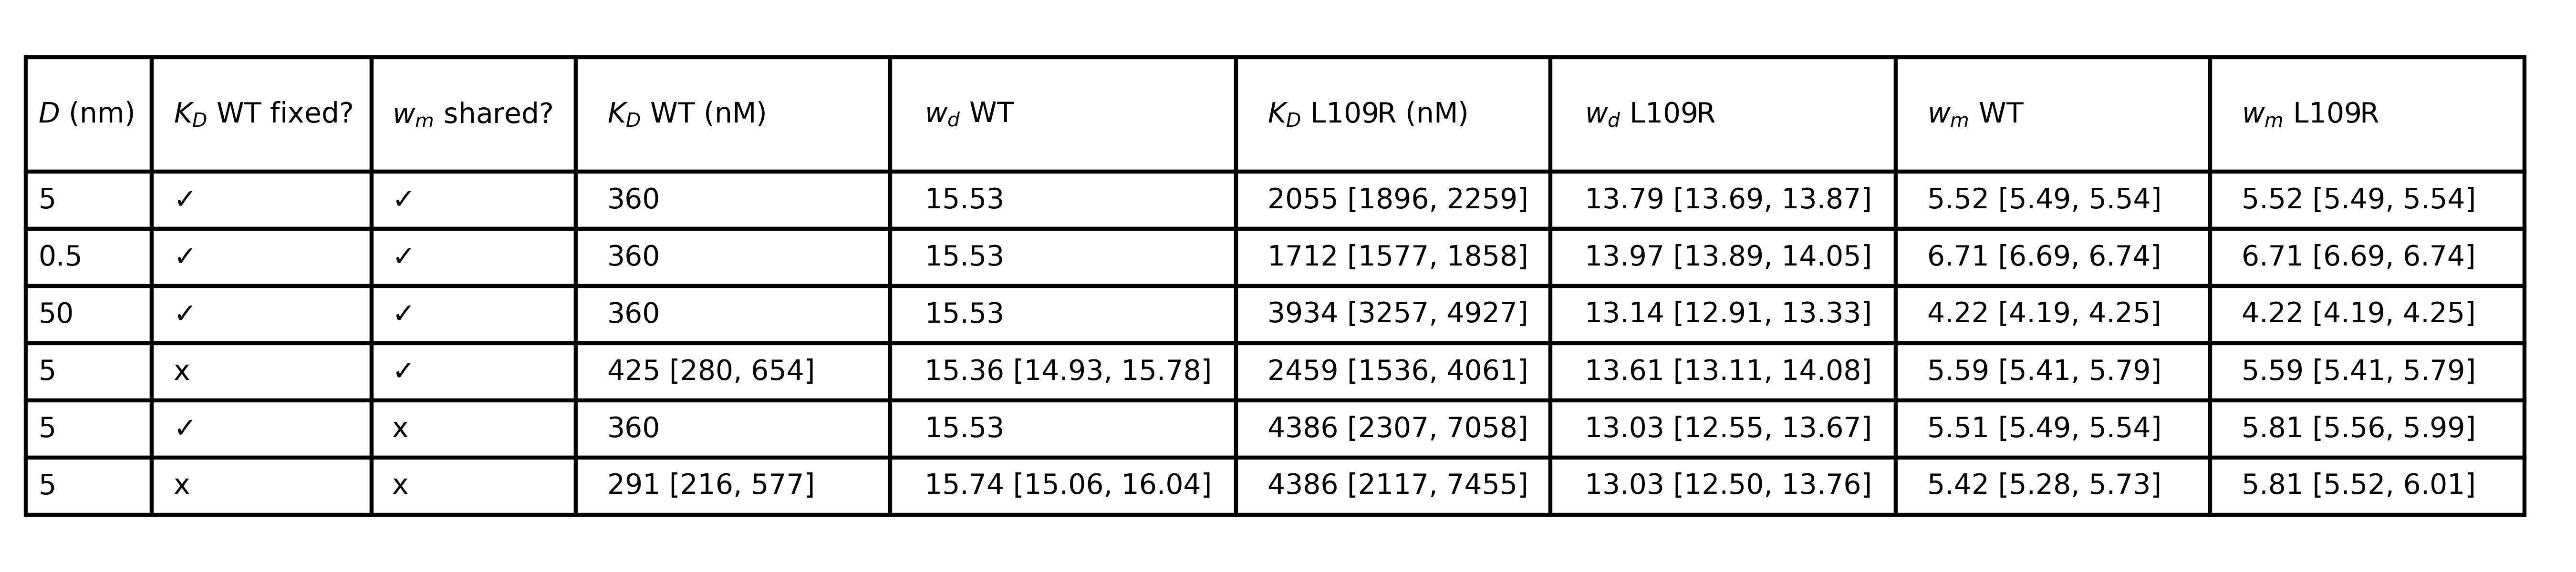 D (nm) K_D WT fixed? w_m shared? K_D WT (nM) w_d WT K_D L109R (nM) w_d L109R w_m WT w_m L109R
5 ✓ ✓ 360 15.53 2055 [1896, 2259] 13.79 [13.69, 13.87] 5.52 [5.49, 5.54] 5.52 [5.49, 5.54]
0.5 ✓ ✓ 360 15.53 1712 [1577, 1858] 13.97 [13.89, 14.05] 6.71 [6.69, 6.74] 6.71 [6.69, 6.74]
50 ✓ ✓ 360 15.53 3934 [3257, 4927] 13.14 [12.91, 13.33] 4.22 [4.19, 4.25] 4.22 [4.19, 4.25]
5 x ✓ 425 [280, 654] 15.36 [14.93, 15.78] 2459 [1536, 4061] 13.61 [13.11, 14.08] 5.59 [5.41, 5.79] 5.59 [5.41, 5.79]
5 ✓ x 360 15.53 4386 [2307, 7058] 13.03 [12.55, 13.67] 5.51 [5.49, 5.54] 5.81 [5.56, 5.99]
5 x x 291 [216, 577] 15.74 [15.06, 16.04] 4386 [2117, 7455] 13.03 [12.50, 13.76] 5.42 [5.28, 5.73] 5.81 [5.52, 6.01]